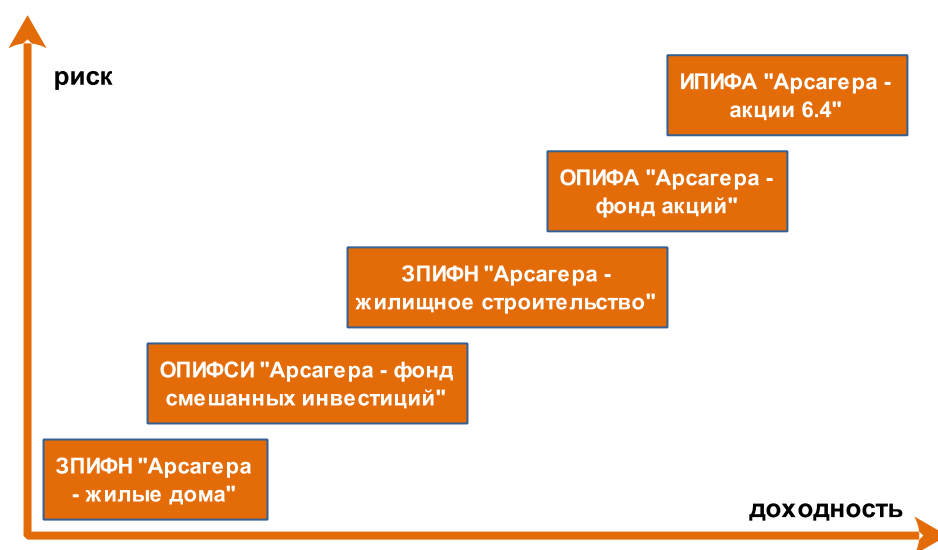 риск
ИПИФА "Арсагера -
акции 6.4"
ОПИФА "Арсагера -
фонд акций"
ЗПИФН "Арсагера -
жилищное строительство"
ОПИФСИ "Арсагера - фонд
смешанных инвестиций"
ЗПИФН "Арсагера
- жилые дома"
доходность